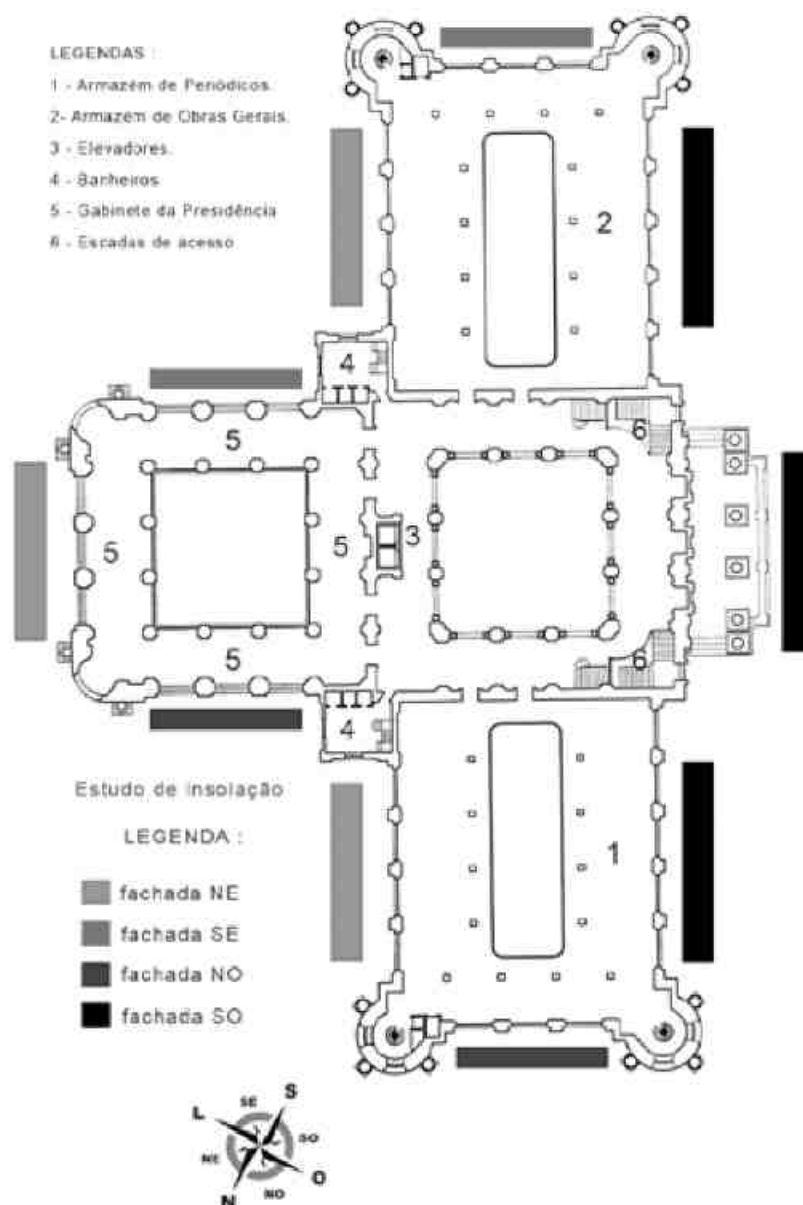 LEGENDAS :
1 - Armazém de Periódicos.
2- Armazém de Obras Gerais.
3 - Elevadores.
4 - Banheiros
5 - Gabinete da Presidência
6 - Escadas de acesso
2
4
6
5
5
5
3
5
6
4
1
Estudo de insolação
LEGENDA :
fachada NE
fachada SE
fachada NO
fachada SO
SE
S
L
SO
NE
O
N
NO